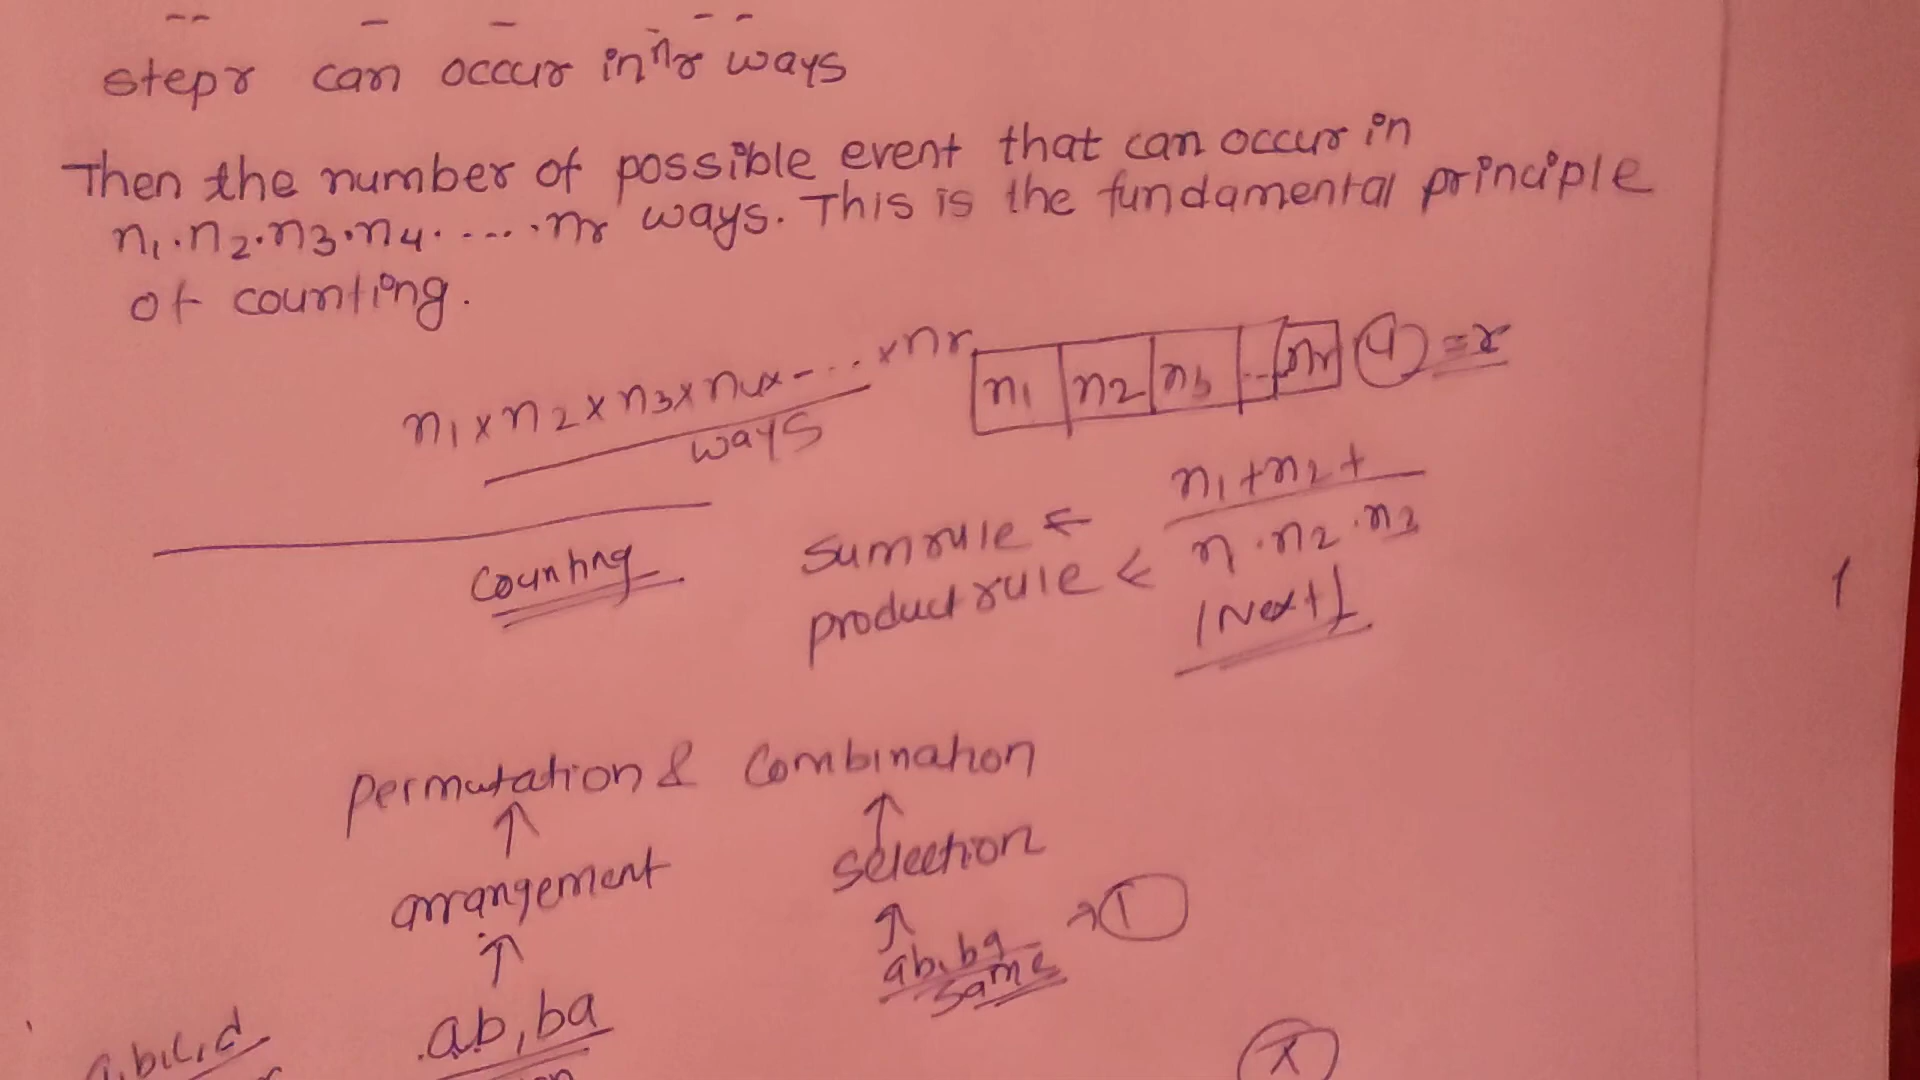 step r can occur in nr ways
Then the number of possible event that can occur in
n1.n2.n3.n4. .... .nr ways. This is the fundamental principle
of counting.
n1 x n2 x n3 x n4 x - ... x nr
ways
n1 n2 n3 .. nr 4 = r
Counting
n1 + n2 +
Sum rule ←
n . n2 . n3
product rule <
Next
permutation & Combination
↑ ↑
arrangement selection
↑ ↑
ab, ba → 1
same
ab, ba
a,b,c,d